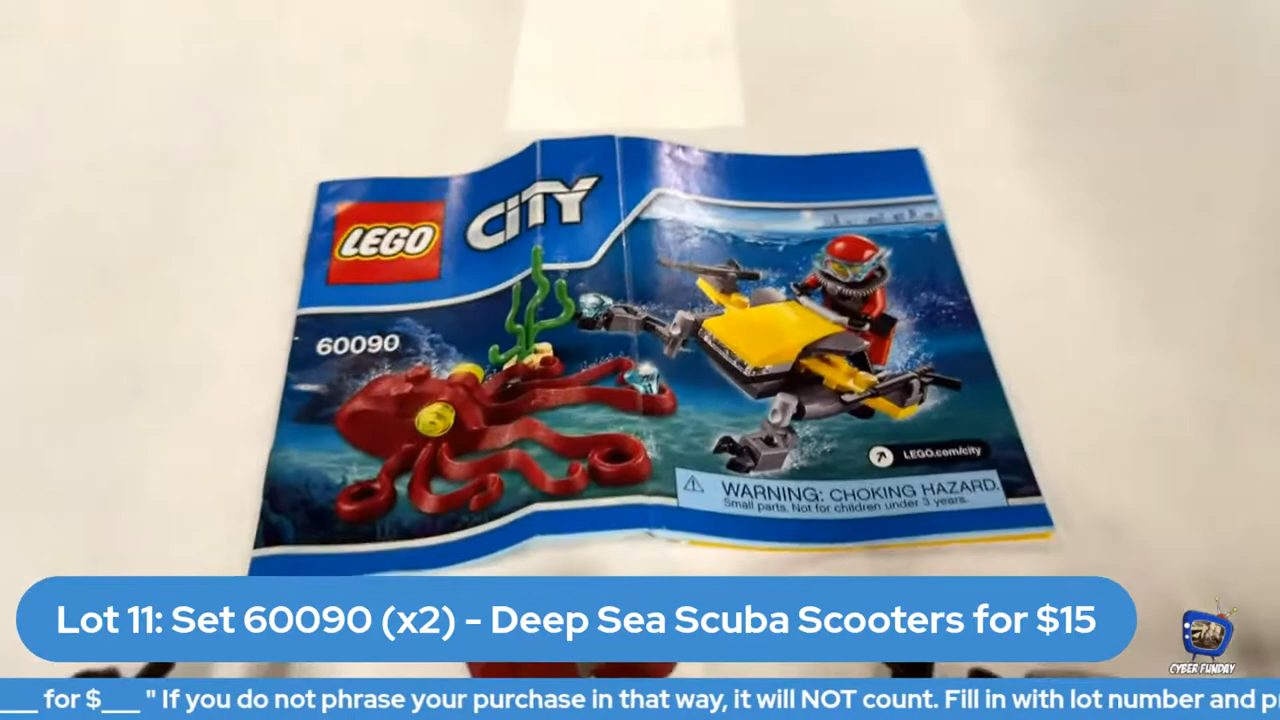 LEGO
CITY
60090
LEGO.com/city
WARNING: CHOKING HAZARD.
Small parts. Not for children under 3 years.
Lot 11: Set 60090 (x2) - Deep Sea Scuba Scooters for $15
CYBER FUNDAY
___ for $___ " If you do not phrase your purchase in that way, it will NOT count. Fill in with lot number and